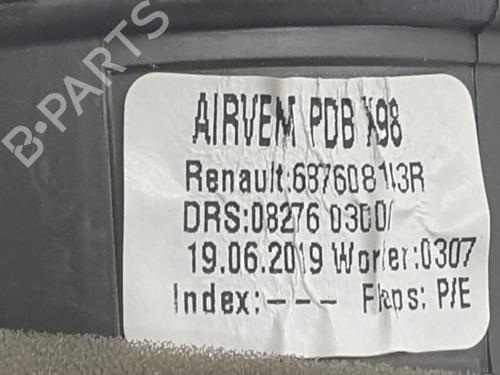 B-PARTS
AIRVEM PDB X98
Renault:687608113R
DRS:08276 0300/
19.06.2019 Worker:0307
Index:--- Flaps: P/E